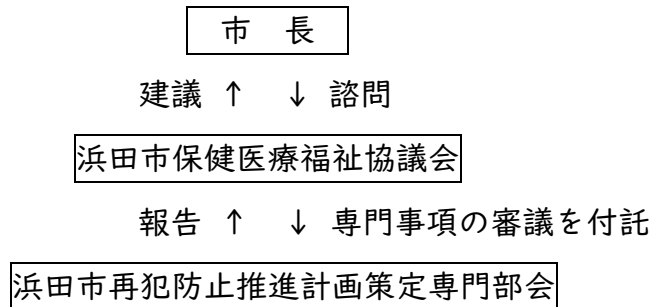 市　長
建議 ↑　↓ 諮問
浜田市保健医療福祉協議会
報告 ↑　↓ 専門事項の審議を付託
浜田市再犯防止推進計画策定専門部会